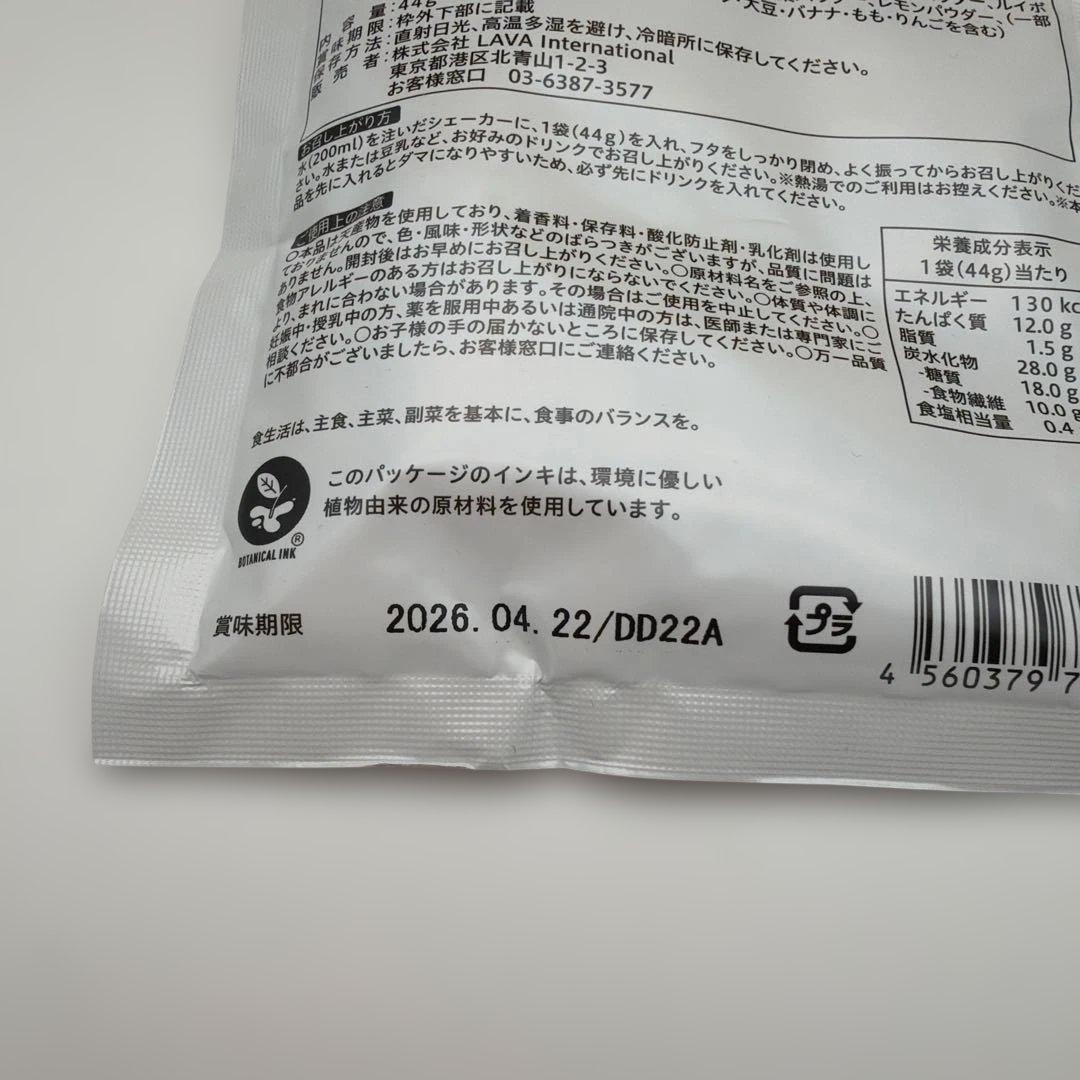 ルイボ
レモンパウダー、(一部
・大豆・バナナ・もも・りんごを含む)
内容量:44g
賞味期限:枠外下部に記載
保存方法:直射日光、高温多湿を避け、冷暗所に保存してください。
販売者:株式会社 LAVA International
東京都港区北青山1-2-3
お客様窓口 03-6387-3577
お召し上がり方
水(200ml)を注いだシェーカーに、1袋(44g)を入れ、フタをしっかり閉め、よく振ってからお召し上がりくだ
さい。水または豆乳など、お好みのドリンクでお召し上がりください。※熱湯でのご利用はお控えください。※本
品を先に入れるとダマになりやすいため、必ず先にドリンクを入れてください。
ご使用上の注意
○本品は天産物を使用しており、着香料・保存料・酸化防止剤・乳化剤は使用し
ておりませんので、色・風味・形状などのばらつきがございますが、品質に問題は
ありません。開封後はお早めにお召し上がりください。○原材料名をご参照の上、
食物アレルギーのある方はお召し上がりにならないでください。○体質や体調に
より、まれに合わない場合があります。その場合はご使用を中止してください。○
妊娠中・授乳中の方、薬を服用中あるいは通院中の方は、医師または専門家にご
相談ください。○お子様の手の届かないところに保存してください。○万一品質
に不都合がございましたら、お客様窓口にご連絡ください。
栄養成分表示
1袋(44g)当たり
エネルギー 130 kc
たんぱく質 12.0 g
脂質 1.5 g
炭水化物 28.0 g
-糖質 18.0 g
-食物繊維 10.0 g
食塩相当量 0.4
食生活は、主食、主菜、副菜を基本に、食事のバランスを。
このパッケージのインキは、環境に優しい
植物由来の原材料を使用しています。
BOTANICAL INK ®
賞味期限 2026.04.22/DD22A
プラ
4 560379 7